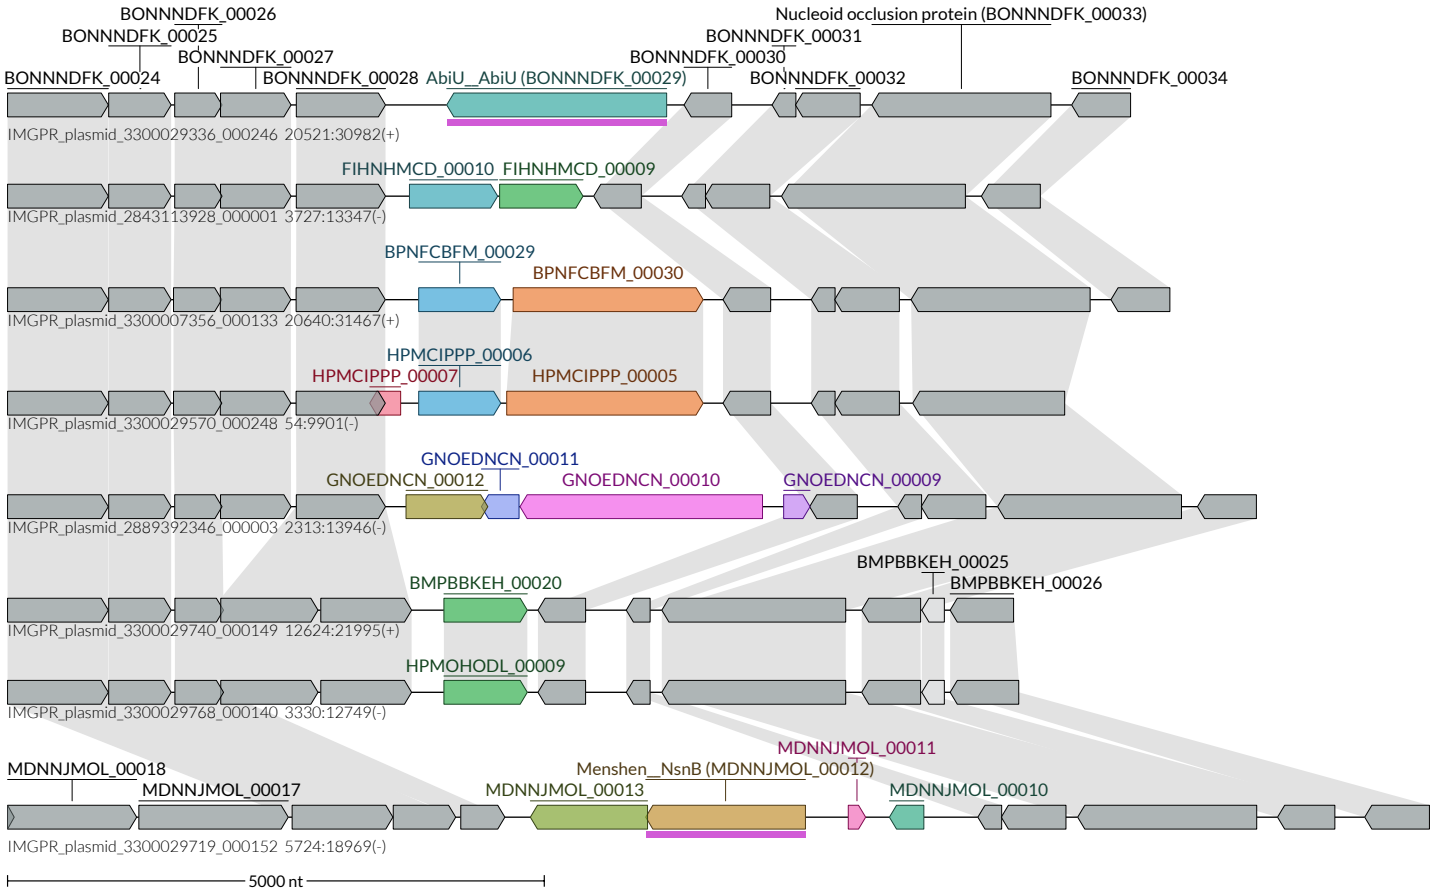 BONNNDFK_00026
Nucleoid occlusion protein (BONNNDFK_00033)
BONNNDFK_00025
BONNNDFK_00031
BONNNDFK_00027
BONNNDFK_00030
BONNNDFK_00024
BONNNDFK_00028
AbiU__AbiU (BONNNDFK_00029)
BONNNDFK_00032
BONNNDFK_00034
IMGPR_plasmid_3300029336_000246 20521:30982(+)
FIHNHMCD_00010
FIHNHMCD_00009
IMGPR_plasmid_2843113928_000001 3727:13347(-)
BPNFCBFM_00029
BPNFCBFM_00030
IMGPR_plasmid_3300007356_000133 20640:31467(+)
HPMCIPPP_00006
HPMCIPPP_00007
HPMCIPPP_00005
IMGPR_plasmid_3300029570_000248 54:9901(-)
GNOEDNCN_00011
GNOEDNCN_00012
GNOEDNCN_00010
GNOEDNCN_00009
IMGPR_plasmid_2889392346_000003 2313:13946(-)
BMPBBKEH_00025
BMPBBKEH_00020
BMPBBKEH_00026
IMGPR_plasmid_3300029740_000149 12624:21995(+)
HPMOHODL_00009
IMGPR_plasmid_3300029768_000140 3330:12749(-)
MDNNJMOL_00011
MDNNJMOL_00018
Menshen__NsnB (MDNNJMOL_00012)
MDNNJMOL_00017
MDNNJMOL_00013
MDNNJMOL_00010
IMGPR_plasmid_3300029719_000152 5724:18969(-)
5000 nt